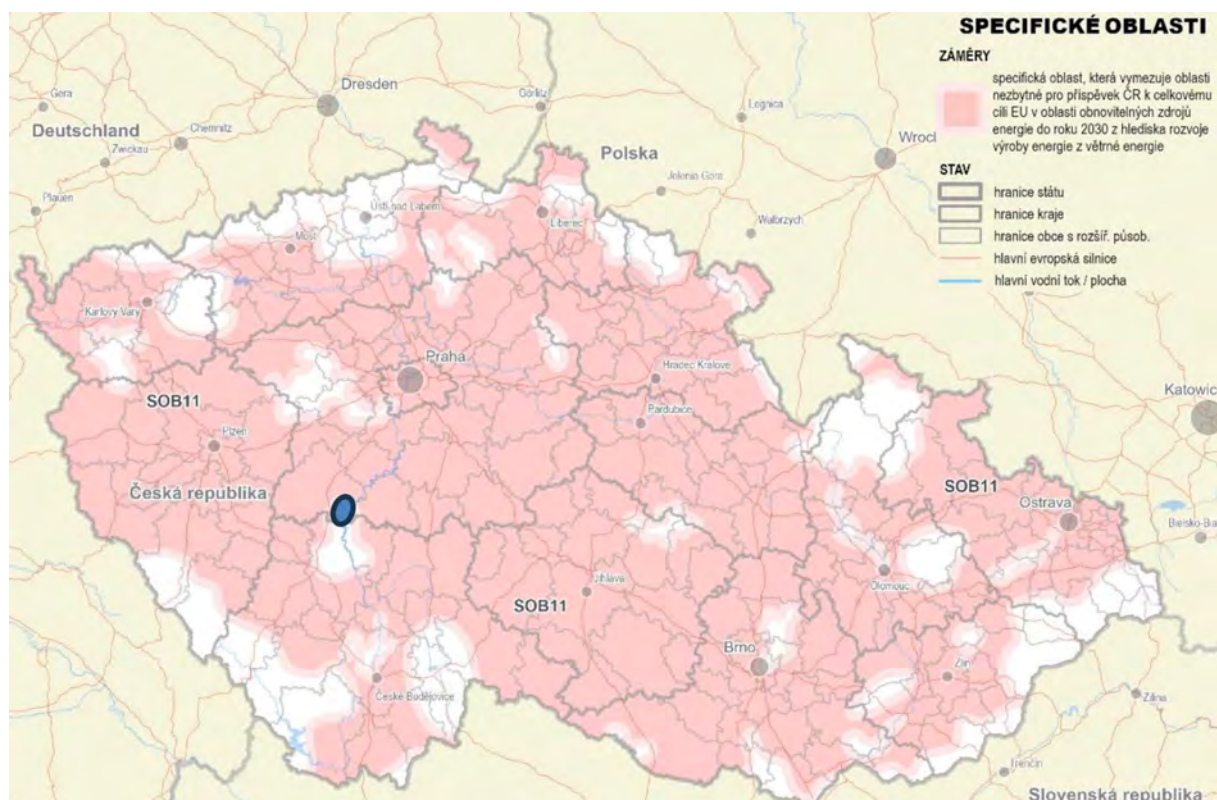 SPECIFICKÉ OBLASTI
ZÁMĚRY
specifická oblast, která vymezuje oblasti
nezbytné pro příspěvek ČR k celkovému
cíli EU v oblasti obnovitelných zdrojů
energie do roku 2030 z hlediska rozvoje
výroby energie z větrné energie
STAV
hranice státu
hranice kraje
hranice obce s rozšíř. působ.
hlavní evropská silnice
hlavní vodní tok / plocha
Dresden
Görlitz
Gera
Legnica
Deutschland
Chemnitz
Wrocl
Zwickau
Polska
Jelenia Góra
Plauen
Ústí nad Labem
Liberec
Wałbrzych
Most
Karlovy Vary
Praha
Hradec Kralove
Katowic
SOB11
Pardubice
Plzeň
Česká republika
SOB11
Ostrava
Bielsko-Bia
Olomouc
Jihlava
SOB11
Brno
Zlín
České Budějovice
Žilina
Trenčín
Slovenská republika